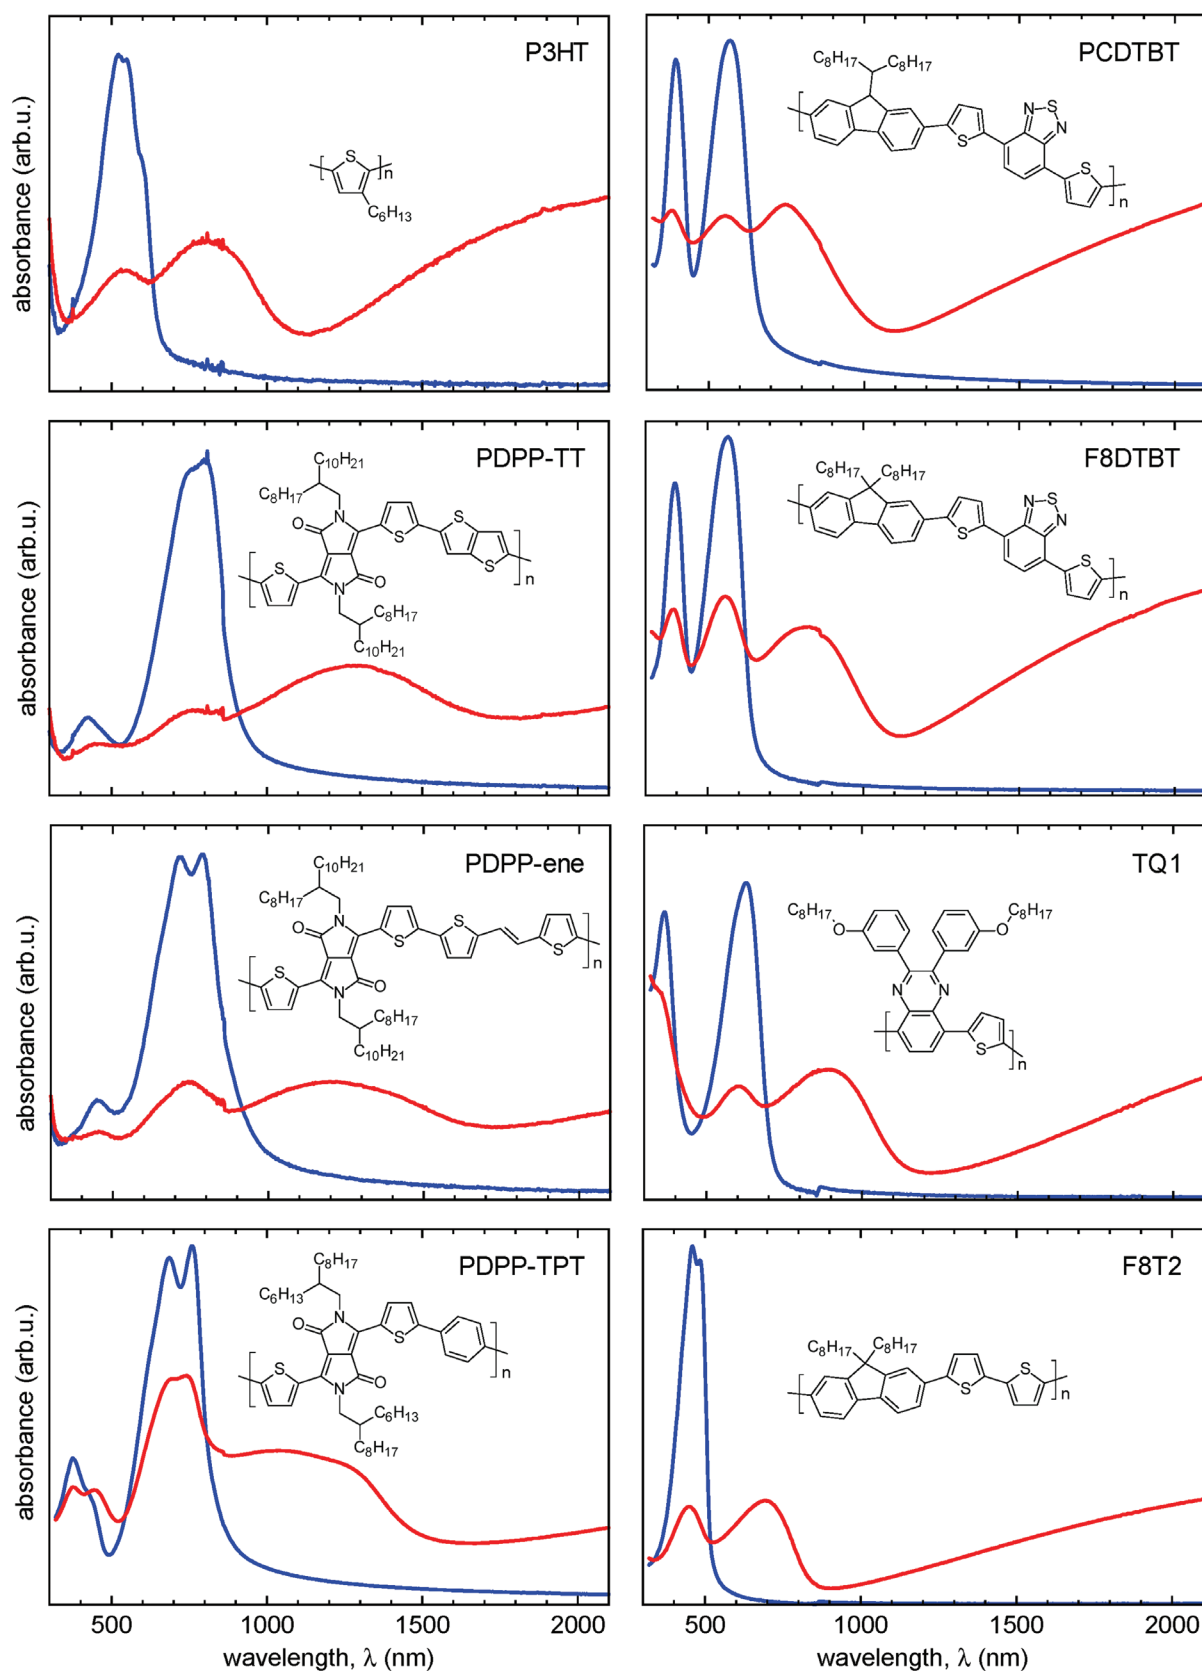 P3HT
absorbance (arb.u.)
S
n
C6H13
PCDTBT
C8H17 C8H17
N S N
S
S
n
PDPP-TT
absorbance (arb.u.)
C10H21
C8H17
N
O
S
S
S
S
O
N
n
C8H17
C10H21
F8DTBT
C8H17 C8H17
N S N
S
S
n
PDPP-ene
absorbance (arb.u.)
C10H21
C8H17
N
O
S
S
S
S
O
N
n
C8H17
C10H21
TQ1
C8H17 O
O C8H17
N N
S
n
PDPP-TPT
absorbance (arb.u.)
C8H17
C6H13
N
O
S
S
O
N
n
C6H13
C8H17
500 1000 1500 2000
wavelength, λ (nm)
F8T2
C8H17 C8H17
S
S
n
500 1000 1500 2000
wavelength, λ (nm)